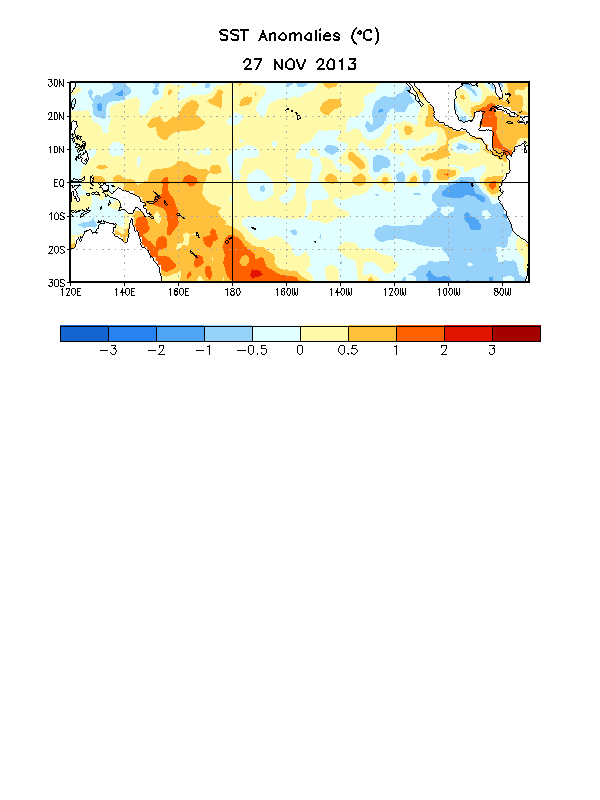 SST Anomalies (°C)
27 NOV 2013
30N
20N
10N
EQ
10S
20S
30S
120E 140E 160E 180 160W 140W 120W 100W 80W
−3 −2 −1 −0.5 0 0.5 1 2 3